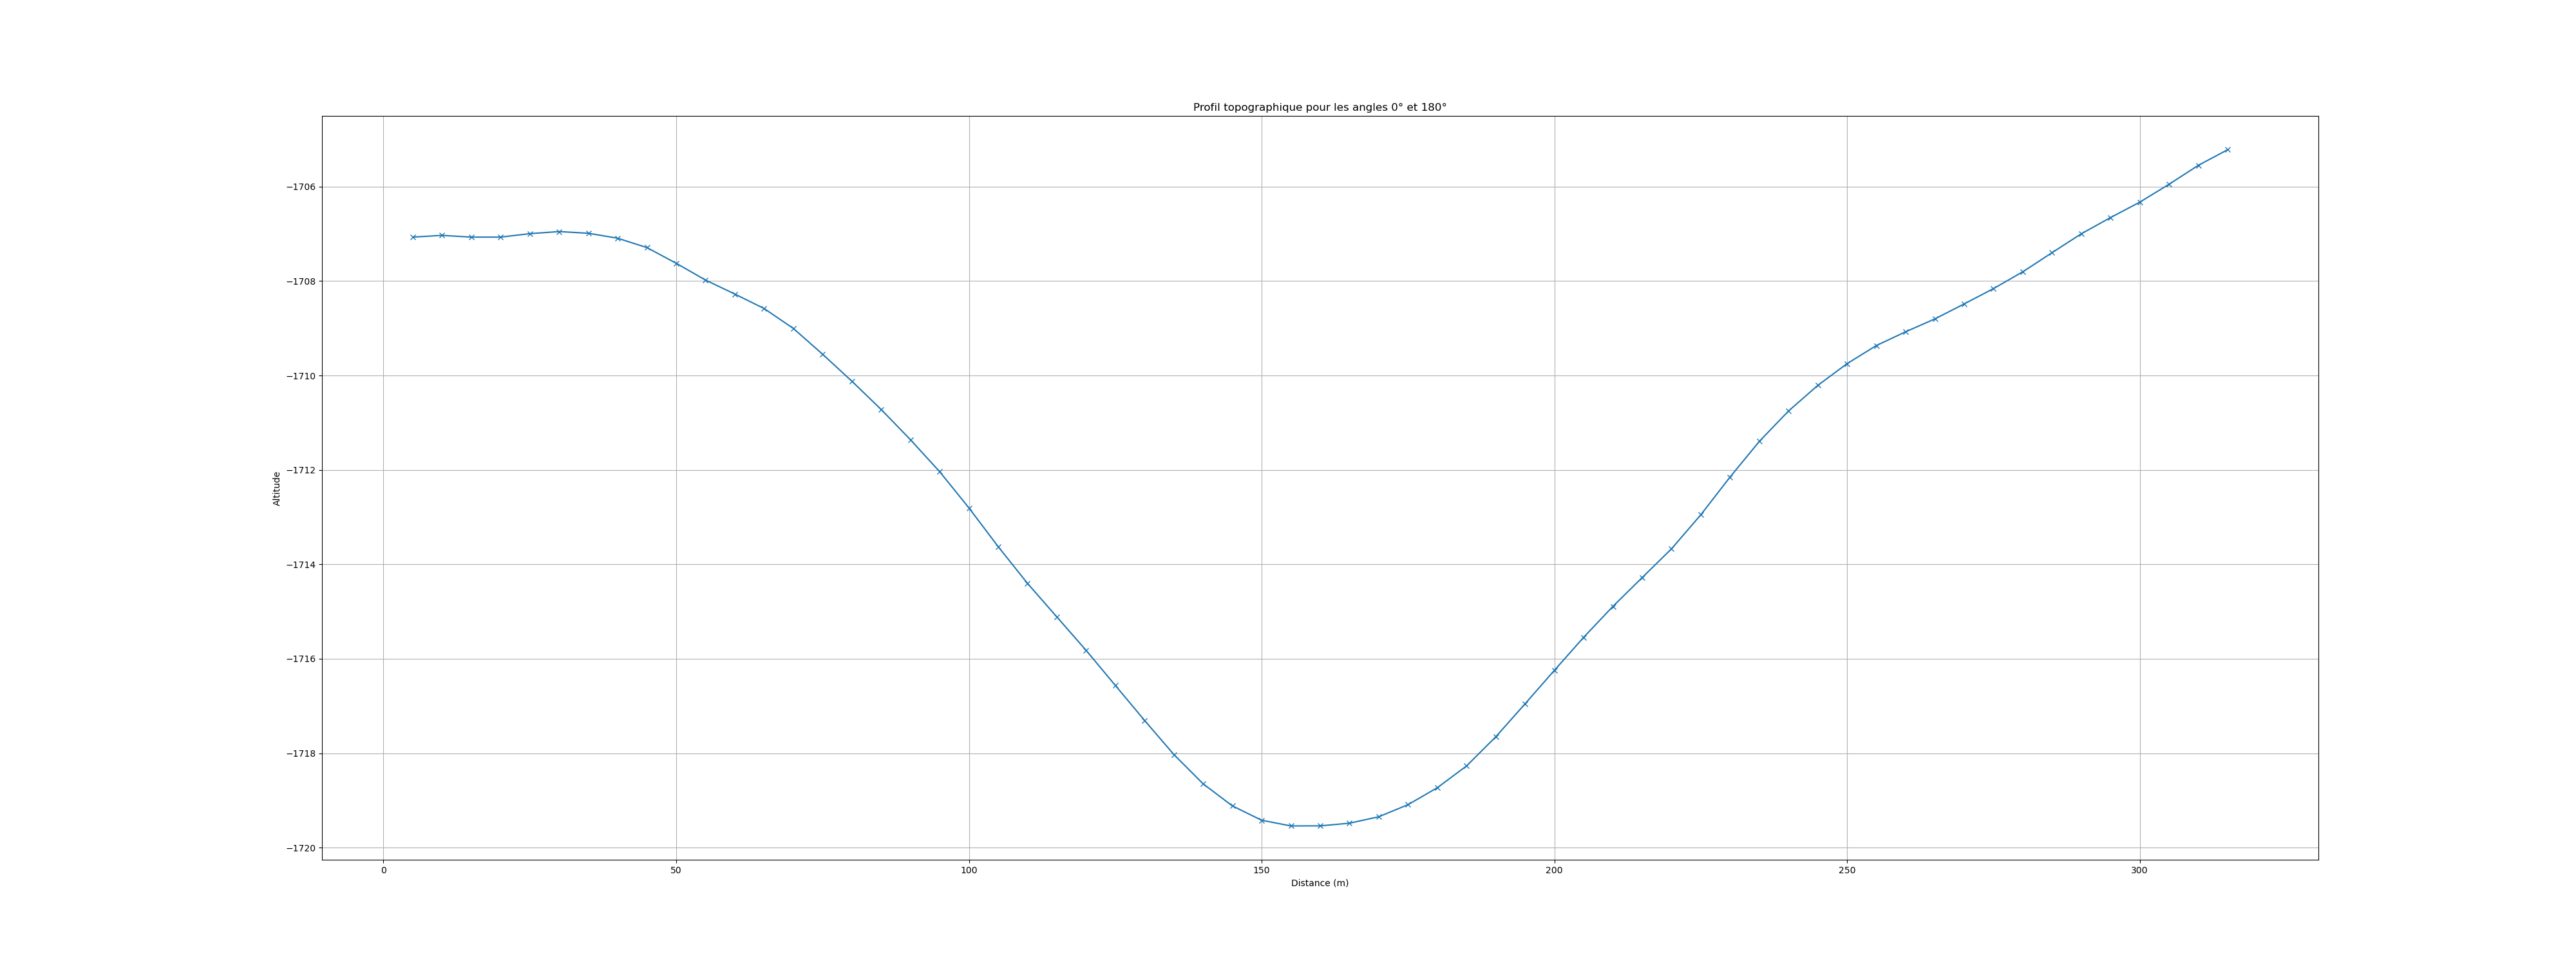 Profil topographique pour les angles 0° et 180°
−1706
−1708
−1710
−1712
−1714
−1716
−1718
−1720
Altitude
0 50 100 150 200 250 300
Distance (m)